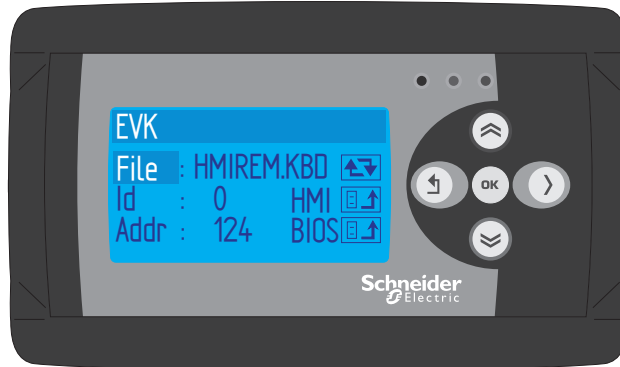 EVK
File : HMIREM.KBD
Id : 0 HMI
Addr : 124 BIOS
OK
Schneider
Electric